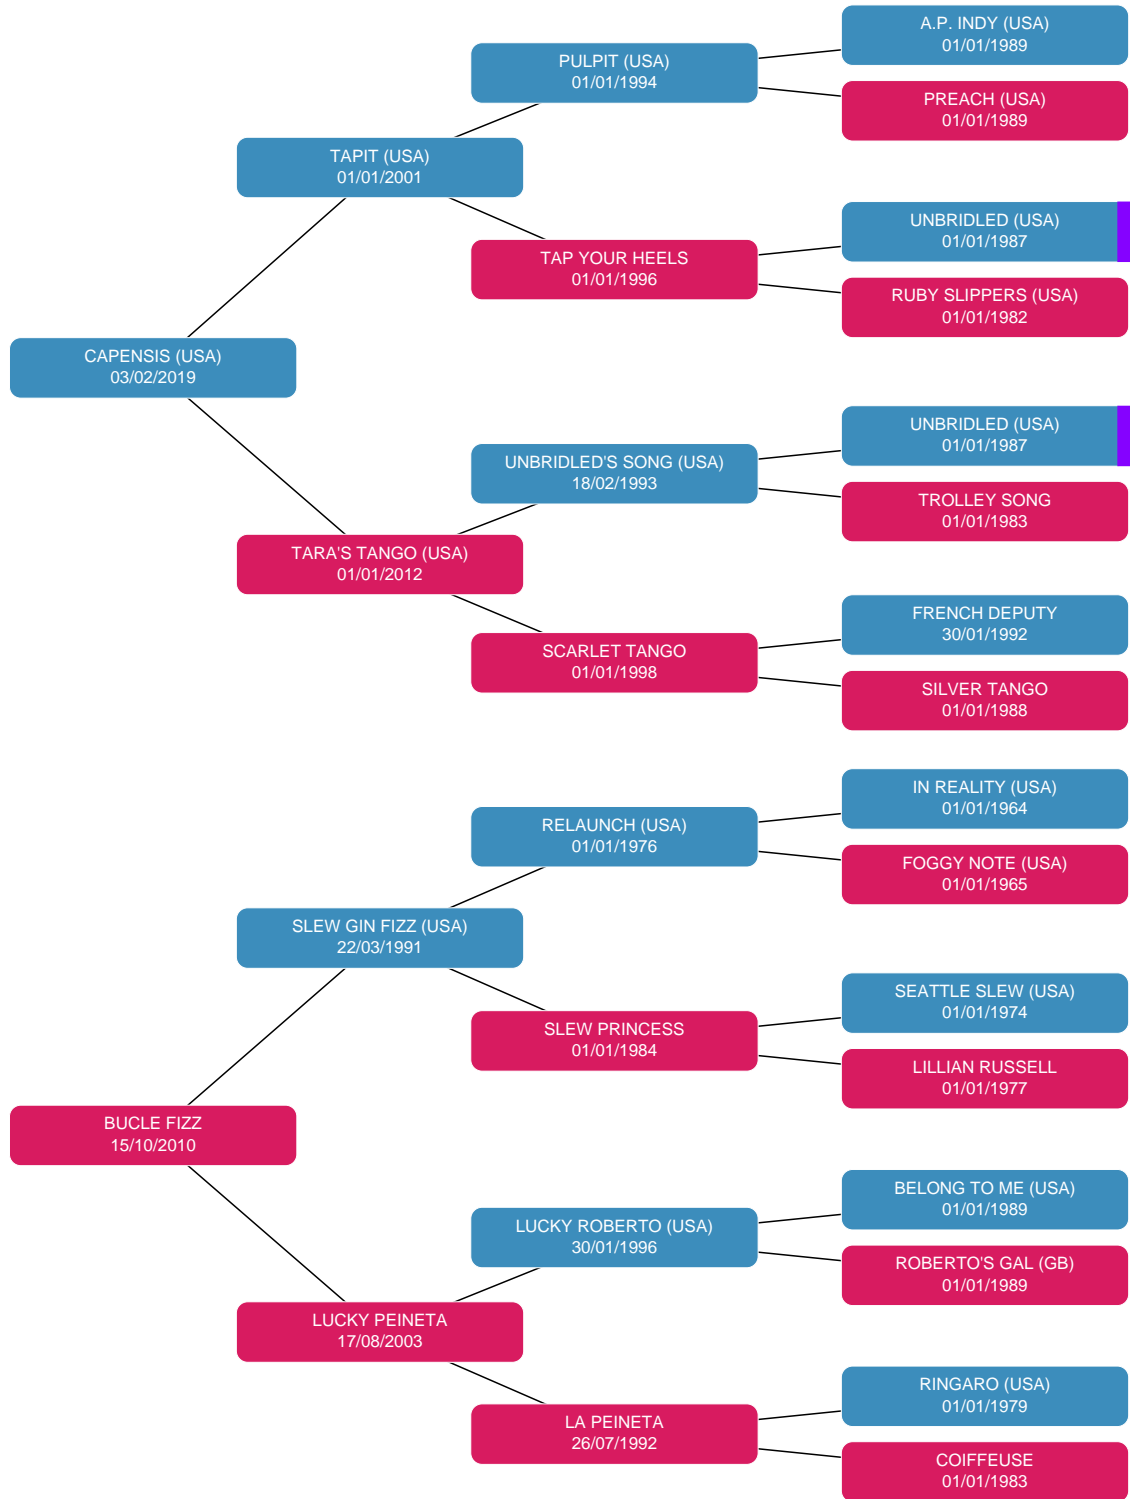 A.P. INDY (USA)
01/01/1989
PULPIT (USA)
01/01/1994
PREACH (USA)
01/01/1989
TAPIT (USA)
01/01/2001
UNBRIDLED (USA)
01/01/1987
TAP YOUR HEELS
01/01/1996
RUBY SLIPPERS (USA)
01/01/1982
CAPENSIS (USA)
03/02/2019
UNBRIDLED (USA)
01/01/1987
UNBRIDLED'S SONG (USA)
18/02/1993
TROLLEY SONG
01/01/1983
TARA'S TANGO (USA)
01/01/2012
FRENCH DEPUTY
30/01/1992
SCARLET TANGO
01/01/1998
SILVER TANGO
01/01/1988
IN REALITY (USA)
01/01/1964
RELAUNCH (USA)
01/01/1976
FOGGY NOTE (USA)
01/01/1965
SLEW GIN FIZZ (USA)
22/03/1991
SEATTLE SLEW (USA)
01/01/1974
SLEW PRINCESS
01/01/1984
LILLIAN RUSSELL
01/01/1977
BUCLE FIZZ
15/10/2010
BELONG TO ME (USA)
01/01/1989
LUCKY ROBERTO (USA)
30/01/1996
ROBERTO'S GAL (GB)
01/01/1989
LUCKY PEINETA
17/08/2003
RINGARO (USA)
01/01/1979
LA PEINETA
26/07/1992
COIFFEUSE
01/01/1983